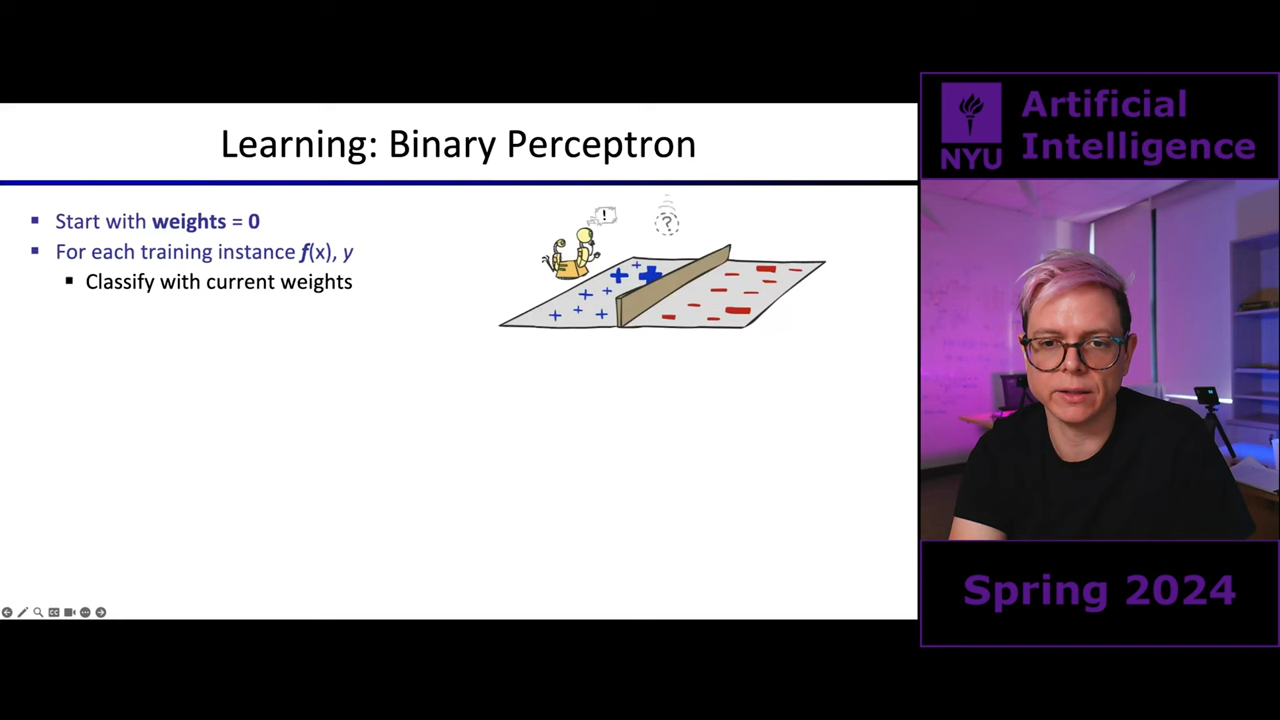 Learning: Binary Perceptron
▪ Start with weights = 0
▪ For each training instance f(x), y
▪ Classify with current weights
!
?
NYU
Artificial
Intelligence
Spring 2024